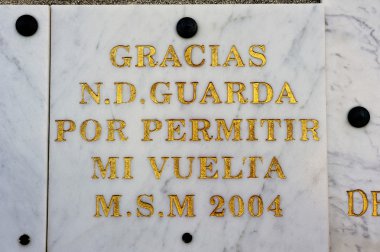 GRACIAS
N.D. GUARDA
POR PERMITIR
MI VUELTA
M.S.M 2004